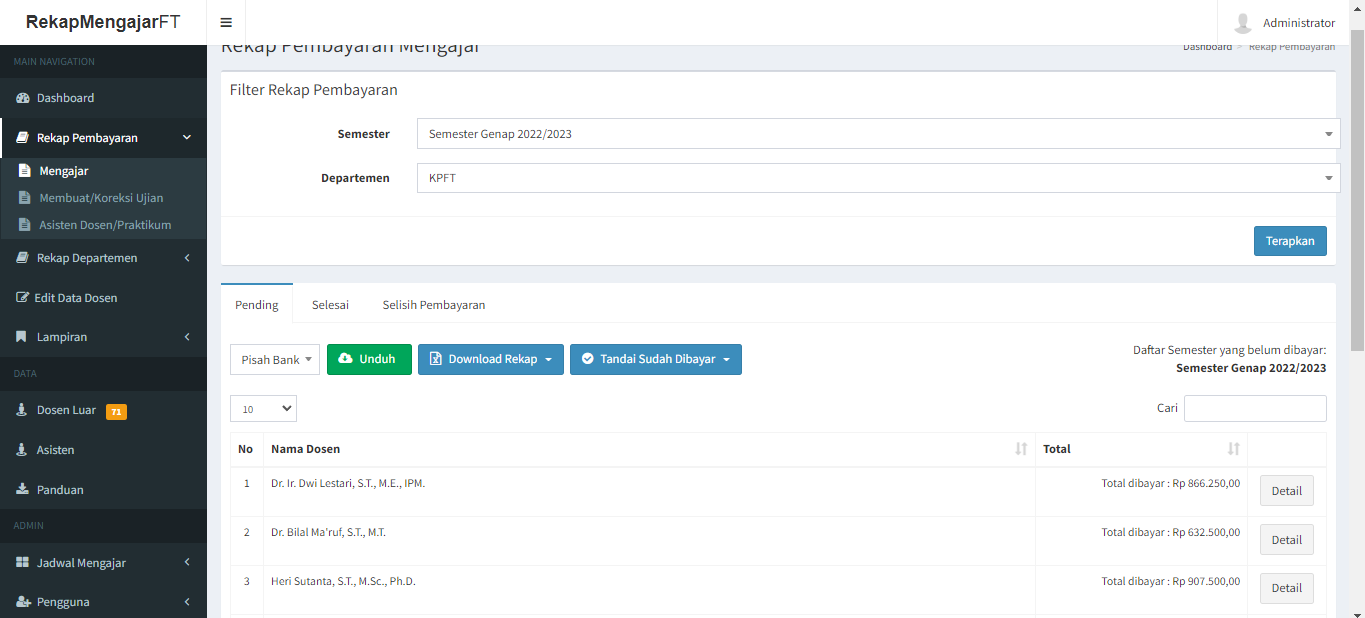 RekapMengajarFT
Administrator
Rekap Pembayaran Mengajar
Dashboard > Rekap Pembayaran
MAIN NAVIGATION
Dashboard
Rekap Pembayaran
Mengajar
Membuat/Koreksi Ujian
Asisten Dosen/Praktikum
Rekap Departemen
Edit Data Dosen
Lampiran
DATA
Dosen Luar 71
Asisten
Panduan
ADMIN
Jadwal Mengajar
Pengguna
Filter Rekap Pembayaran
Semester Semester Genap 2022/2023
Departemen KPFT
Terapkan
Pending Selesai Selisih Pembayaran
Pisah Bank Unduh Download Rekap Tandai Sudah Dibayar
Daftar Semester yang belum dibayar:
Semester Genap 2022/2023
10 Cari
No Nama Dosen Total
1 Dr. Ir. Dwi Lestari, S.T., M.E., IPM. Total dibayar : Rp 866.250,00 Detail
2 Dr. Bilal Ma'ruf, S.T., M.T. Total dibayar : Rp 632.500,00 Detail
3 Heri Sutanta, S.T., M.Sc., Ph.D. Total dibayar : Rp 907.500,00 Detail